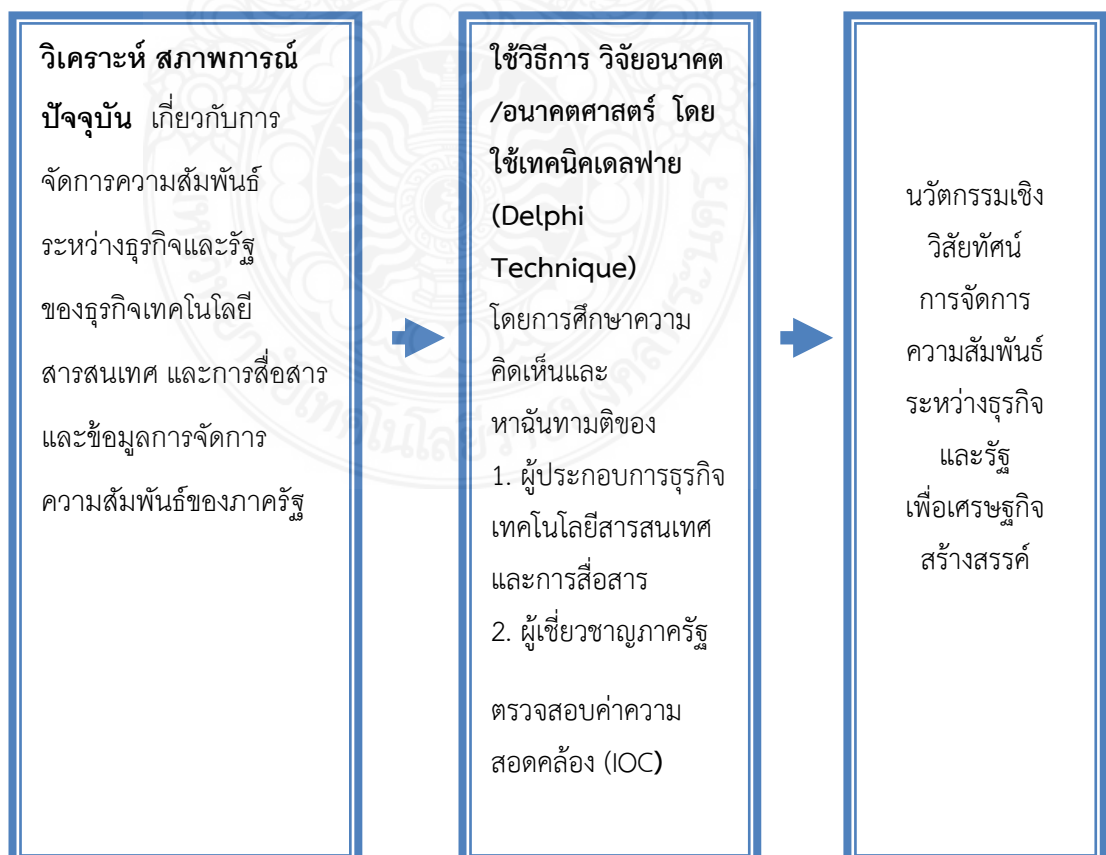 วิเคราะห์ สภาพการณ์
ปัจจุบัน เกี่ยวกับการ
จัดการความสัมพันธ์
ระหว่างธุรกิจและรัฐ
ของธุรกิจเทคโนโลยี
สารสนเทศ และการสื่อสาร
และข้อมูลการจัดการ
ความสัมพันธ์ของภาครัฐ
ใช้วิธีการ วิจัยอนาคต
/อนาคตศาสตร์ โดย
ใช้เทคนิคเดลฟาย
(Delphi
Technique)
โดยการศึกษาความ
คิดเห็นและ
หาฉันทามติของ
1. ผู้ประกอบการธุรกิจ
เทคโนโลยีสารสนเทศ
และการสื่อสาร
2. ผู้เชี่ยวชาญภาครัฐ
ตรวจสอบค่าความ
สอดคล้อง (IOC)
นวัตกรรมเชิง
วิสัยทัศน์
การจัดการ
ความสัมพันธ์
ระหว่างธุรกิจ
และรัฐ
เพื่อเศรษฐกิจ
สร้างสรรค์